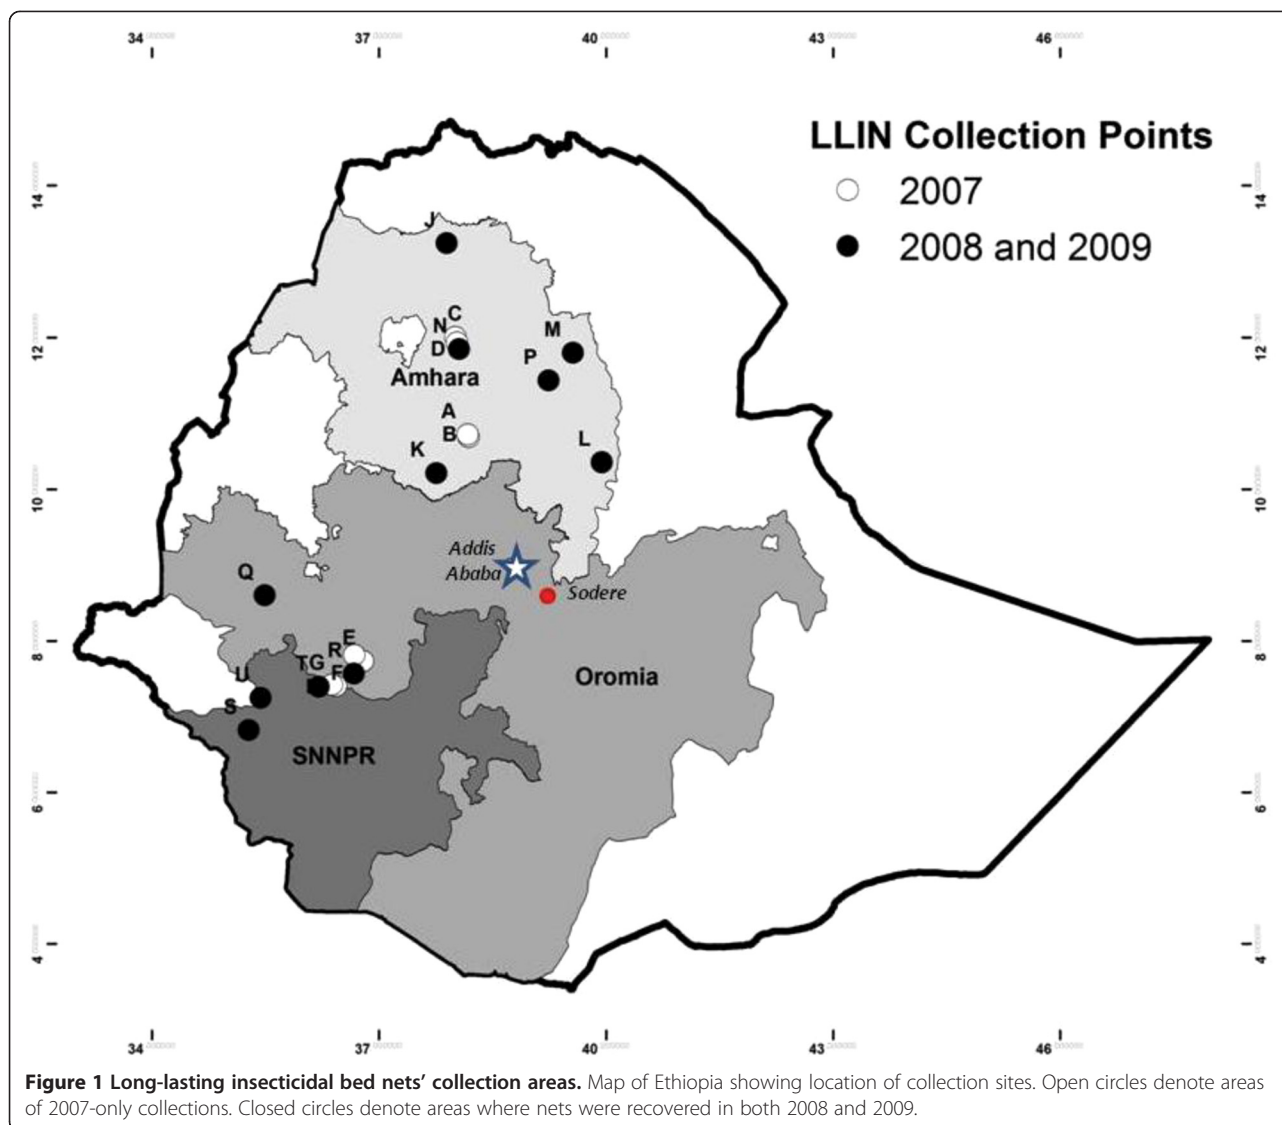 34 37 40 43 46
LLIN Collection Points
2007
2008 and 2009
14 14
J
C
N
D
M
P
12 12
Amhara
A
B
K
L
10 10
Addis
Ababa
Sodere
Q
8 8
E
R
TG F
U
S
Oromia
SNNPR
6 6
4 4
34 37 40 43 46
Figure 1 Long-lasting insecticidal bed nets’ collection areas. Map of Ethiopia showing location of collection sites. Open circles denote areas
of 2007-only collections. Closed circles denote areas where nets were recovered in both 2008 and 2009.